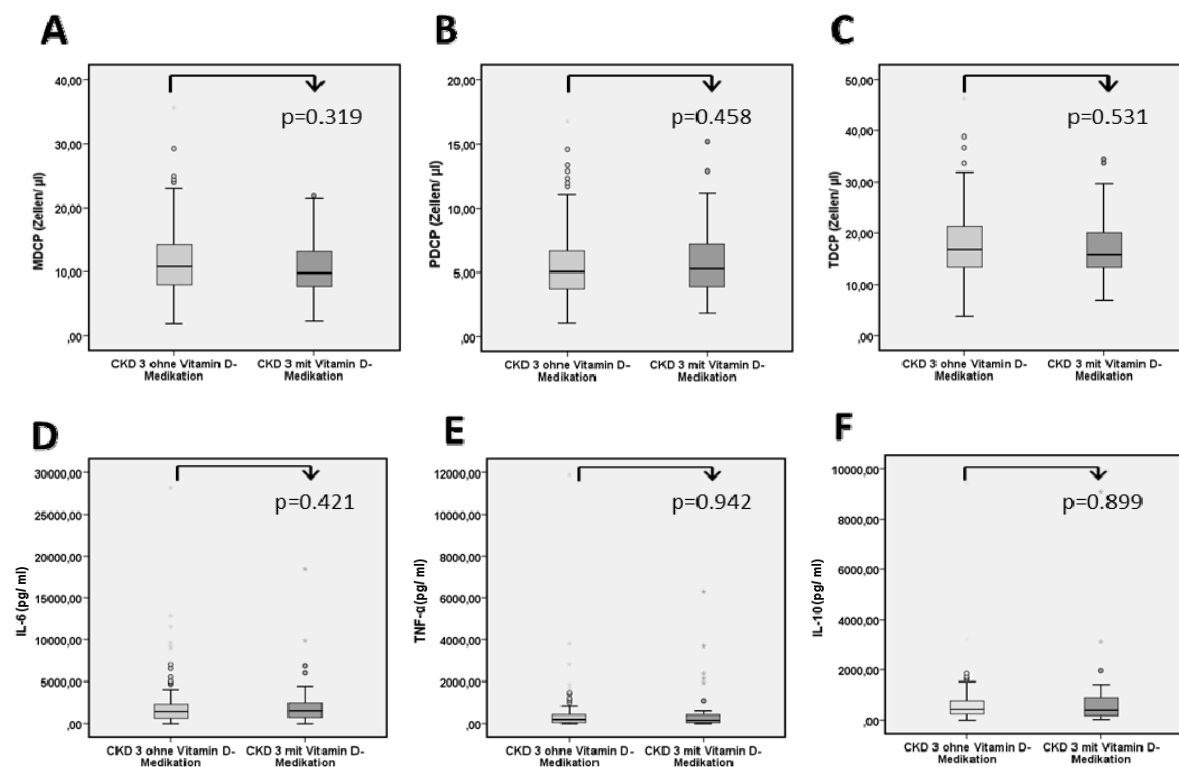 A
MDCP (Zellen/ µl)
40,00
30,00
20,00
10,00
,00
p=0.319
CKD 3 ohne Vitamin D-
Medikation
CKD 3 mit Vitamin D-
Medikation
B
PDCP (Zellen/ µl)
20,00
15,00
10,00
5,00
,00
p=0.458
CKD 3 ohne Vitamin D-
Medikation
CKD 3 mit Vitamin D-
Medikation
C
TDCP (Zellen/ µl)
50,00
40,00
30,00
20,00
10,00
,00
p=0.531
CKD 3 ohne Vitamin D-
Medikation
CKD 3 mit Vitamin D-
Medikation
D
IL-6 (pg/ ml)
30000,00
25000,00
20000,00
15000,00
10000,00
5000,00
,00
p=0.421
CKD 3 ohne Vitamin D-
Medikation
CKD 3 mit Vitamin D-
Medikation
E
TNF-α (pg/ ml)
12000,00
10000,00
8000,00
6000,00
4000,00
2000,00
,00
p=0.942
CKD 3 ohne Vitamin D-
Medikation
CKD 3 mit Vitamin D-
Medikation
F
IL-10 (pg/ ml)
10000,00
8000,00
6000,00
4000,00
2000,00
,00
p=0.899
CKD 3 ohne Vitamin D-
Medikation
CKD 3 mit Vitamin D-
Medikation